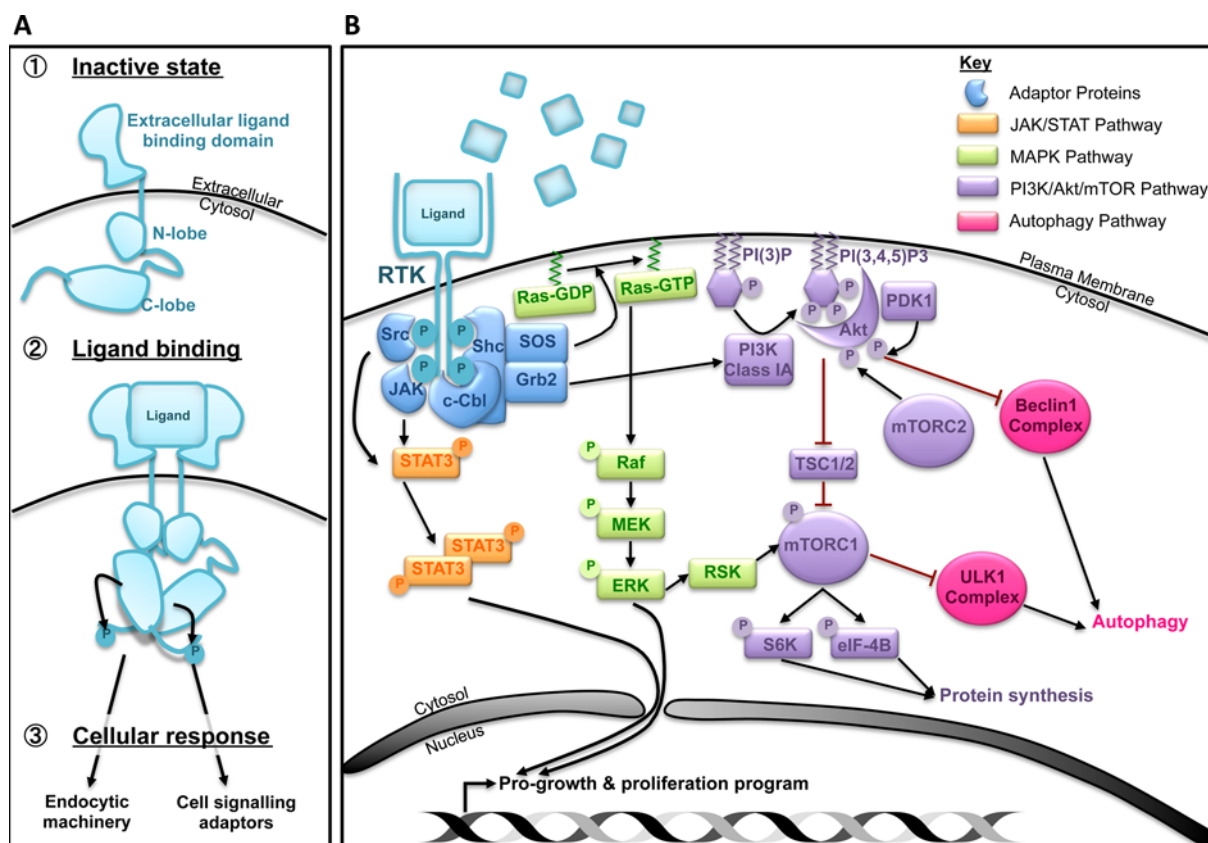 A
① Inactive state
Extracellular ligand
binding domain
Extracellular
Cytosol
N-lobe
C-lobe
② Ligand binding
Ligand
P
P
③ Cellular response
Endocytic
machinery
Cell signalling
adaptors
B
Key
Adaptor Proteins
JAK/STAT Pathway
MAPK Pathway
PI3K/Akt/mTOR Pathway
Autophagy Pathway
Ligand
RTK
Plasma Membrane
Cytosol
Ras-GDP
Ras-GTP
PI(3)P
P
PI(3,4,5)P3
P
P
P
Akt
PDK1
P
P
Src
P
P
Shc
SOS
JAK
P
P
c-Cbl
Grb2
PI3K
Class IA
mTORC2
Beclin1
Complex
STAT3
P
P
Raf
TSC1/2
P
MEK
P
mTORC1
STAT3
P
STAT3
P
P
ERK
RSK
ULK1
Complex
Autophagy
P
S6K
P
eIF-4B
Protein synthesis
Cytosol
Nucleus
Pro-growth & proliferation program